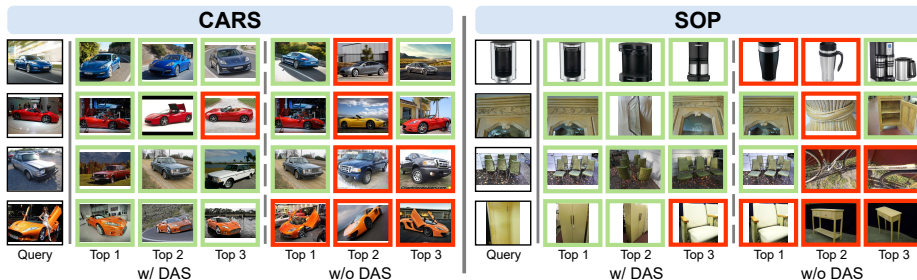 CARS
SOP
Query Top 1 Top 2 Top 3 Top 1 Top 2 Top 3
w/ DAS w/o DAS
Query Top 1 Top 2 Top 3 Top 1 Top 2 Top 3
w/ DAS w/o DAS